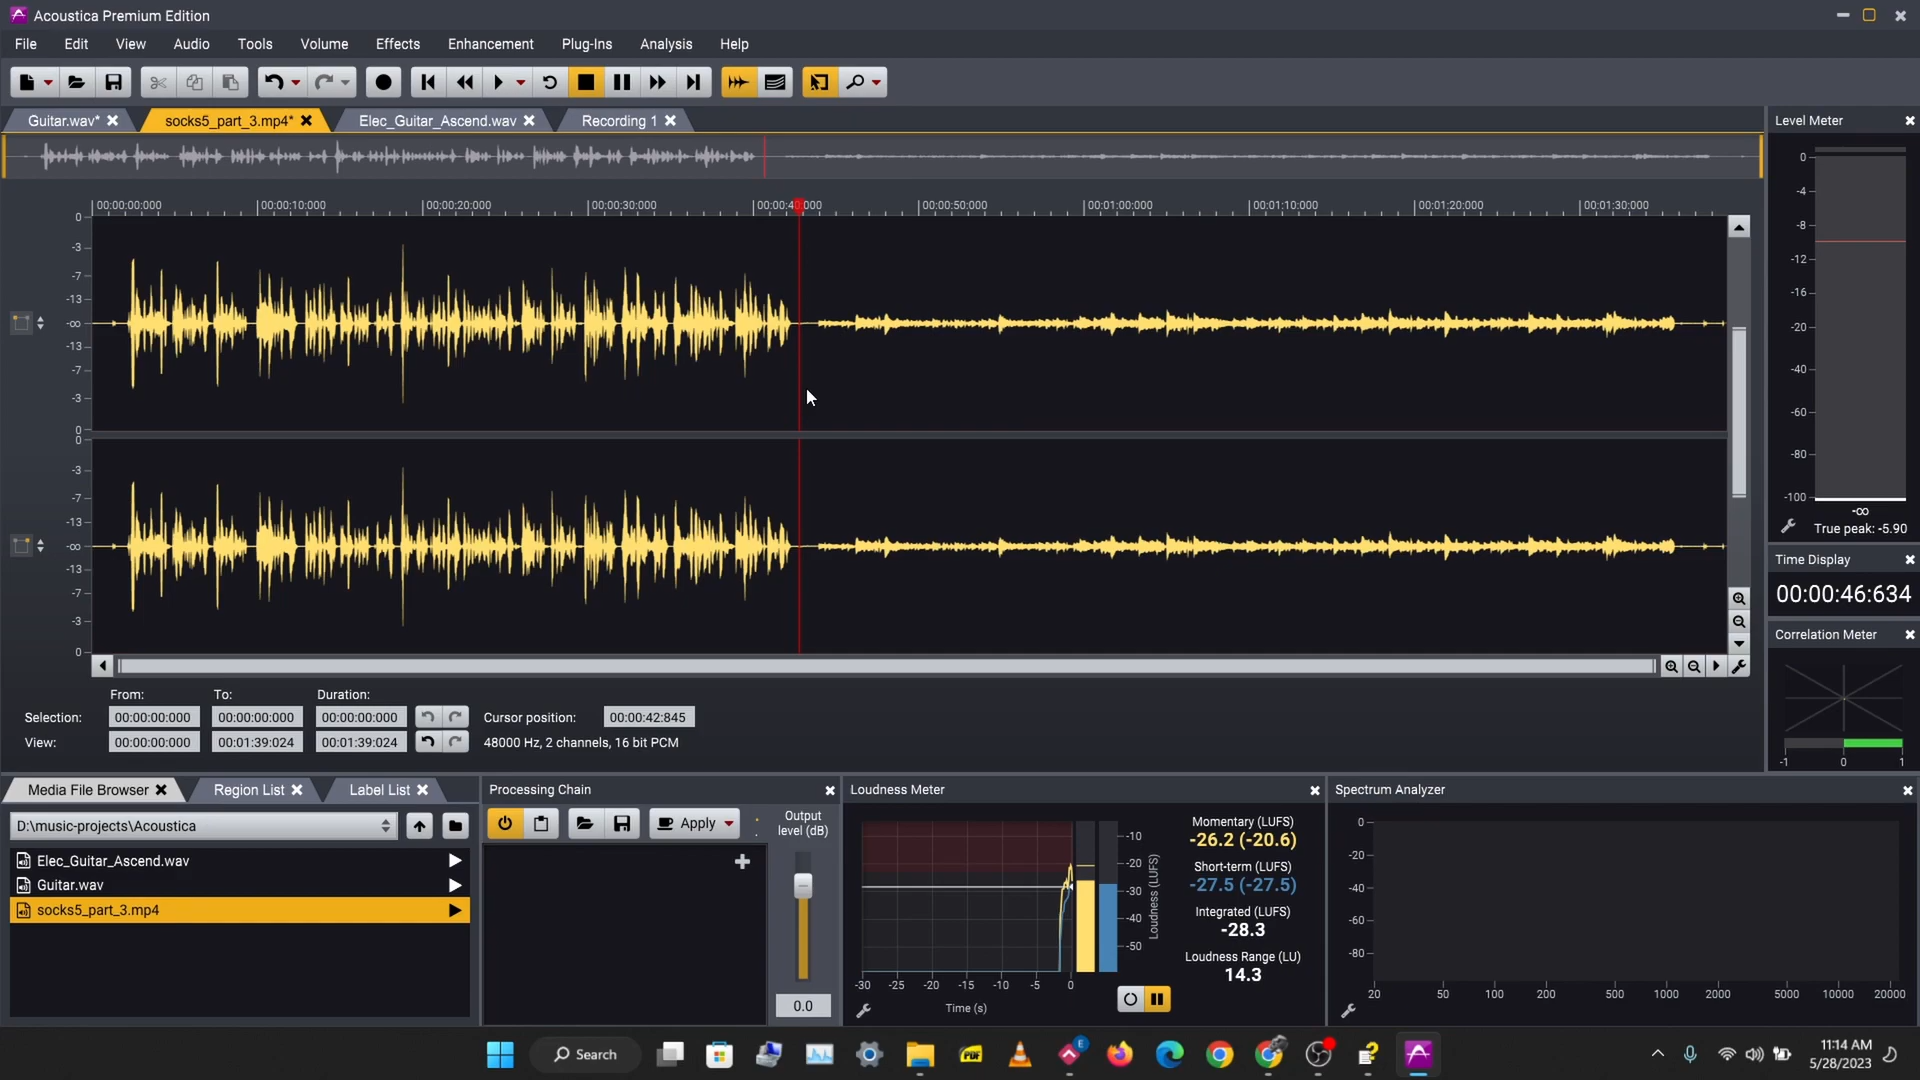 Acoustica Premium Edition
File Edit View Audio Tools Volume Effects Enhancement Plug-Ins Analysis Help
Guitar.wav* socks5_part_3.mp4* Elec_Guitar_Ascend.wav Recording 1
Level Meter
00:00:00:000 00:00:10:000 00:00:20:000 00:00:30:000 00:00:40:000 00:00:50:000 00:01:00:000 00:01:10:000 00:01:20:000 00:01:30:000
0
-3
-7
-13
-∞
-13
-7
-3
0
0
-3
-7
-13
-∞
-13
-7
-3
0
0
-4
-8
-12
-16
-20
-40
-60
-80
-100
-∞
True peak: -5.90
Time Display
00:00:46:634
Correlation Meter
-1 0 1
From: To: Duration:
Selection: 00:00:00:000 00:00:00:000 00:00:00:000 Cursor position: 00:00:42:845
View: 00:00:00:000 00:01:39:024 00:01:39:024 48000 Hz, 2 channels, 16 bit PCM
Media File Browser Region List Label List
D:\music-projects\Acoustica
Elec_Guitar_Ascend.wav
Guitar.wav
socks5_part_3.mp4
Processing Chain
Apply
Output
level (dB)
0.0
Loudness Meter
-10
-20
-30
-40
-50
Loudness (LUFS)
-30 -25 -20 -15 -10 -5 0
Time (s)
Momentary (LUFS)
-26.2 (-20.6)
Short-term (LUFS)
-27.5 (-27.5)
Integrated (LUFS)
-28.3
Loudness Range (LU)
14.3
Spectrum Analyzer
0
-20
-40
-60
-80
20 50 100 200 500 1000 2000 5000 10000 20000
Search
PDF
E
11:14 AM
5/28/2023